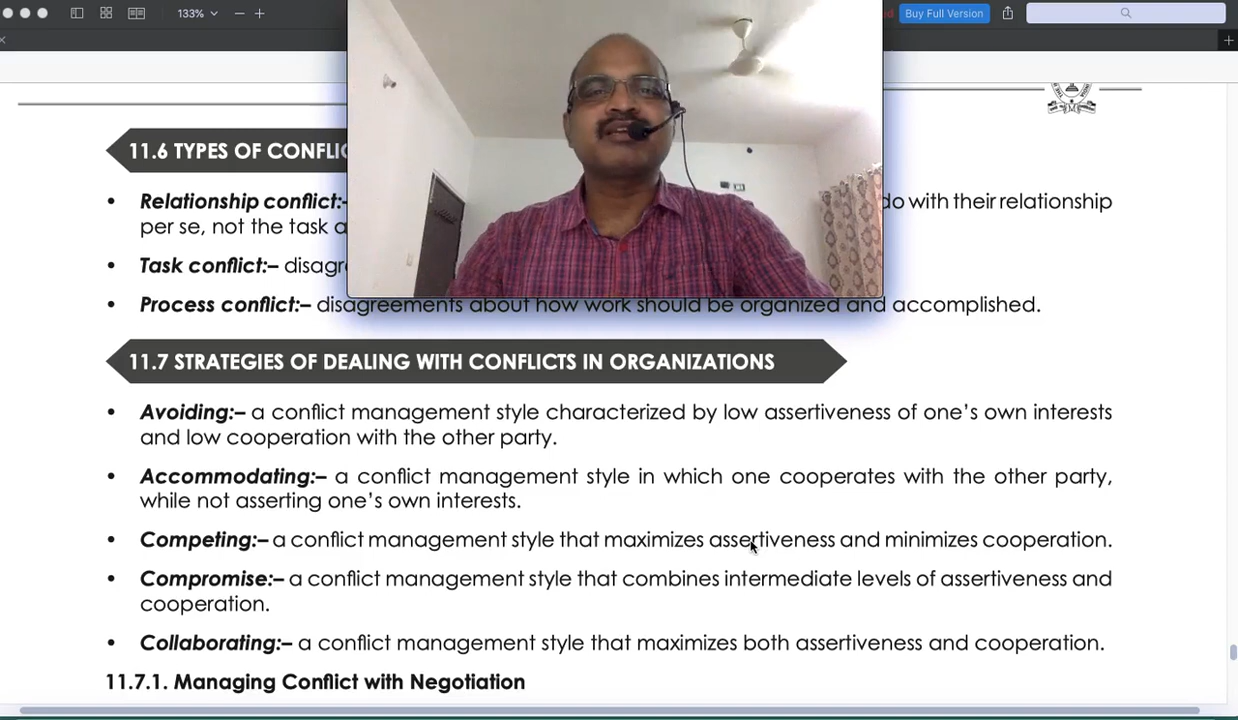 133%
Buy Full Version
11.6 TYPES OF CONFLIC
• Relationship conflict:- do with their relationship
per se, not the task a
• Task conflict:– disagr
• Process conflict:– disagreements about how work should be organized and accomplished.
11.7 STRATEGIES OF DEALING WITH CONFLICTS IN ORGANIZATIONS
• Avoiding:– a conflict management style characterized by low assertiveness of one’s own interests
and low cooperation with the other party.
• Accommodating:– a conflict management style in which one cooperates with the other party,
while not asserting one’s own interests.
• Competing:– a conflict management style that maximizes assertiveness and minimizes cooperation.
• Compromise:– a conflict management style that combines intermediate levels of assertiveness and
cooperation.
• Collaborating:– a conflict management style that maximizes both assertiveness and cooperation.
11.7.1. Managing Conflict with Negotiation